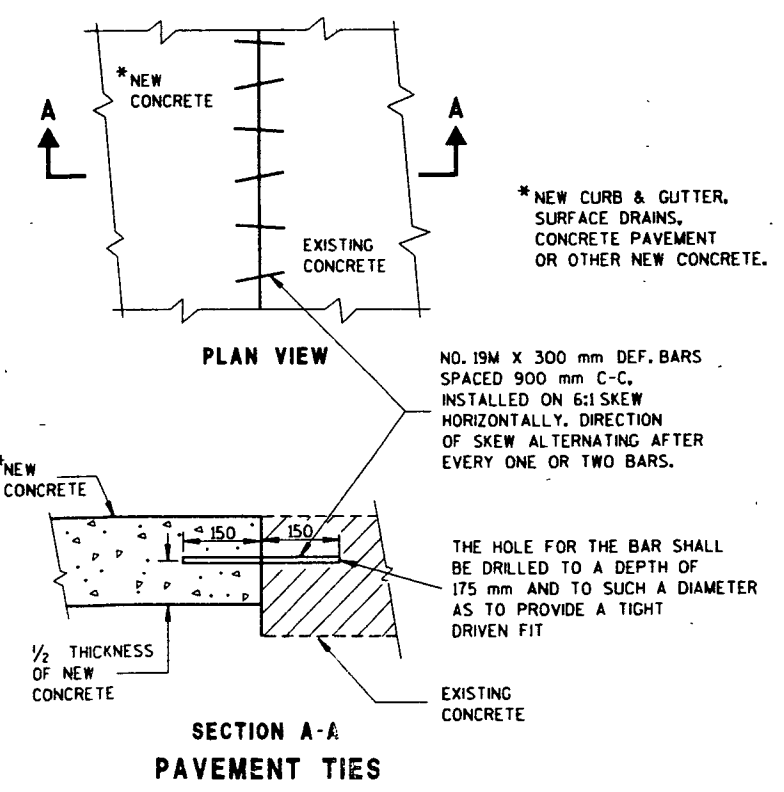 *NEW
CONCRETE
A
A
*NEW CURB & GUTTER,
SURFACE DRAINS,
CONCRETE PAVEMENT
OR OTHER NEW CONCRETE.
EXISTING
CONCRETE
PLAN VIEW
NO. 19M X 300 mm DEF. BARS
SPACED 900 mm C-C,
INSTALLED ON 6:1 SKEW
HORIZONTALLY. DIRECTION
OF SKEW ALTERNATING AFTER
EVERY ONE OR TWO BARS.
*NEW
CONCRETE
150
150
THE HOLE FOR THE BAR SHALL
BE DRILLED TO A DEPTH OF
175 mm AND TO SUCH A DIAMETER
AS TO PROVIDE A TIGHT
DRIVEN FIT
1/2 THICKNESS
OF NEW
CONCRETE
EXISTING
CONCRETE
SECTION A-A
PAVEMENT TIES